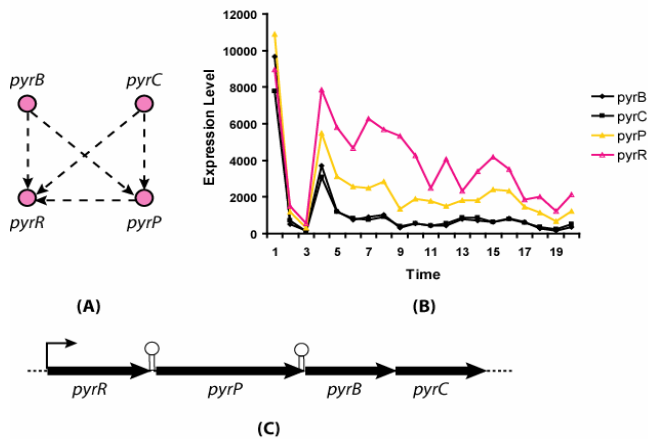 pyrB pyrC
pyrR pyrP
(A)
12000
10000
8000
6000
4000
2000
0
Expression Level
1 3 5 7 9 11 13 15 17 19
Time
pyrB
pyrC
pyrP
pyrR
(B)
pyrR pyrP pyrB pyrC
(C)